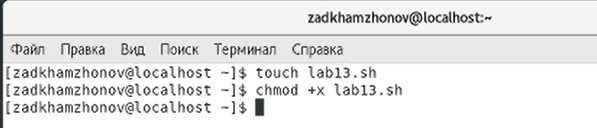 zadkhamzhonov@localhost:~
Файл Правка Вид Поиск Терминал Справка
[zadkhamzhonov@localhost ~]$ touch lab13.sh
[zadkhamzhonov@localhost ~]$ chmod +x lab13.sh
[zadkhamzhonov@localhost ~]$